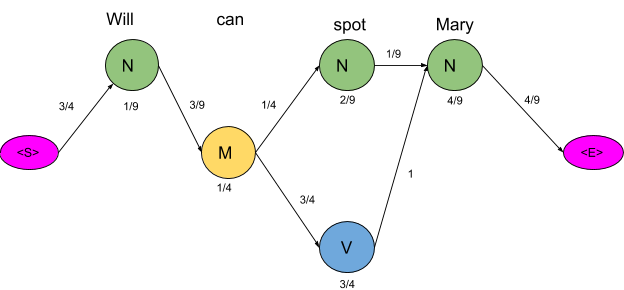 Will can spot Mary
N N N
1/9
3/4 1/9 3/9 1/4 2/9 4/9 4/9
<S> M <E>
1/4 3/4 1
V
3/4